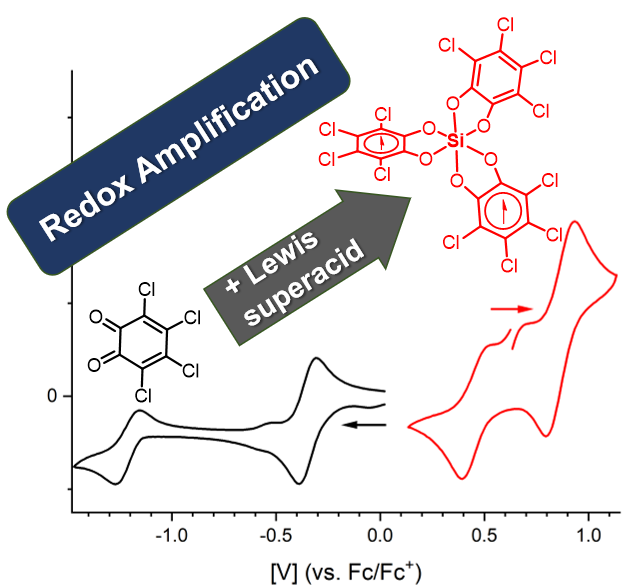 Redox Amplification
+ Lewis
superacid
Cl
Cl
Cl
Cl
Cl
Cl
Cl
Cl
O
O
O
O
Si
O
O
Cl
Cl
Cl
Cl
O
O
Cl
Cl
Cl
Cl
0
-1.0
-0.5
0.0
0.5
1.0
[V] (vs. Fc/Fc⁺)